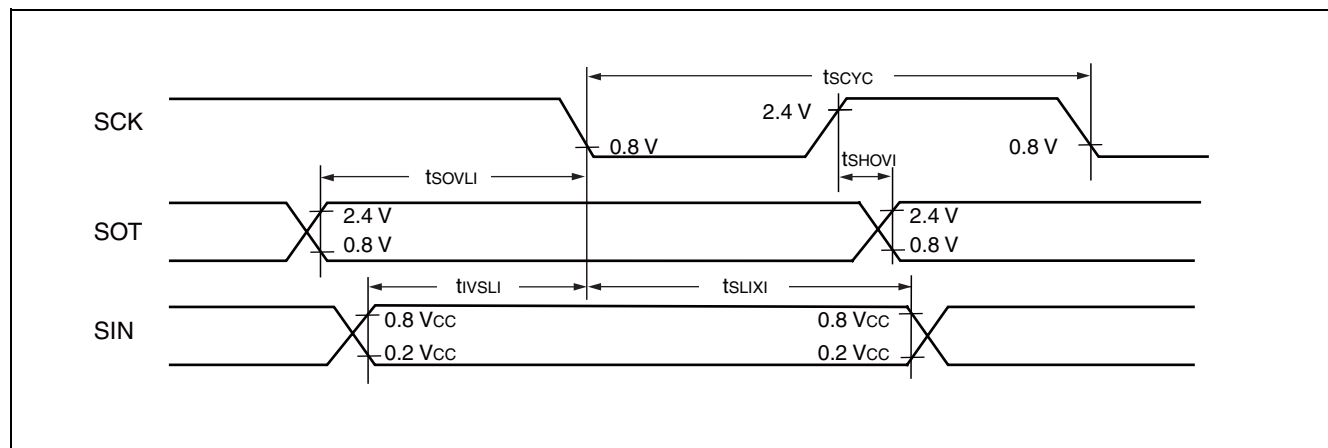 tSCYC
SCK
2.4 V
0.8 V
0.8 V
tSOVLI
tSHOVI
SOT
2.4 V
2.4 V
0.8 V
0.8 V
tIVSLI
tSLIXI
SIN
0.8 VCC
0.8 VCC
0.2 VCC
0.2 VCC